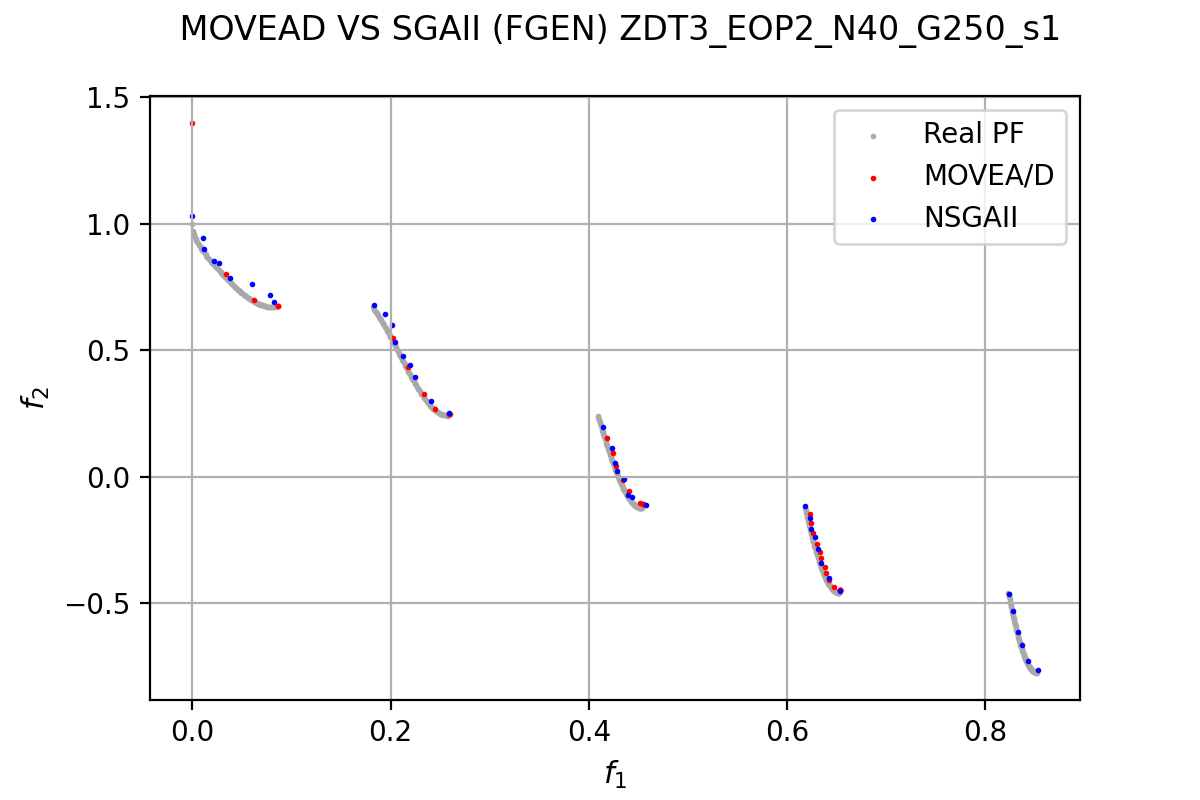 MOVEAD VS SGAII (FGEN) ZDT3_EOP2_N40_G250_s1
1.5
1.0
0.5
0.0
−0.5
f2
Real PF
MOVEA/D
NSGAII
0.0 0.2 0.4 0.6 0.8
f1